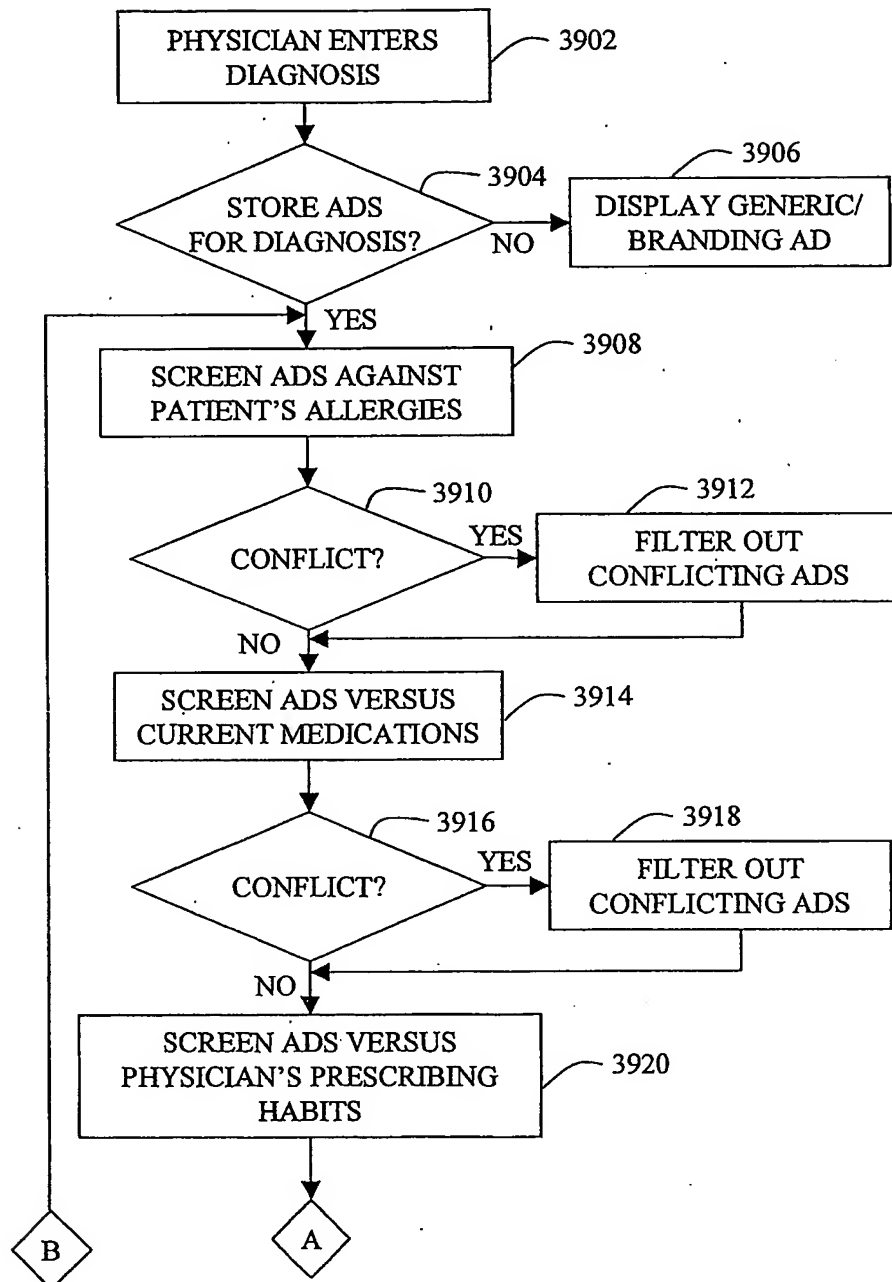 PHYSICIAN ENTERS
DIAGNOSIS
3902
STORE ADS
FOR DIAGNOSIS?
3904
NO
3906
DISPLAY GENERIC/
BRANDING AD
YES
SCREEN ADS AGAINST
PATIENT'S ALLERGIES
3908
CONFLICT?
3910
YES
3912
FILTER OUT
CONFLICTING ADS
NO
SCREEN ADS VERSUS
CURRENT MEDICATIONS
3914
CONFLICT?
3916
YES
3918
FILTER OUT
CONFLICTING ADS
NO
SCREEN ADS VERSUS
PHYSICIAN'S PRESCRIBING
HABITS
3920
B
A